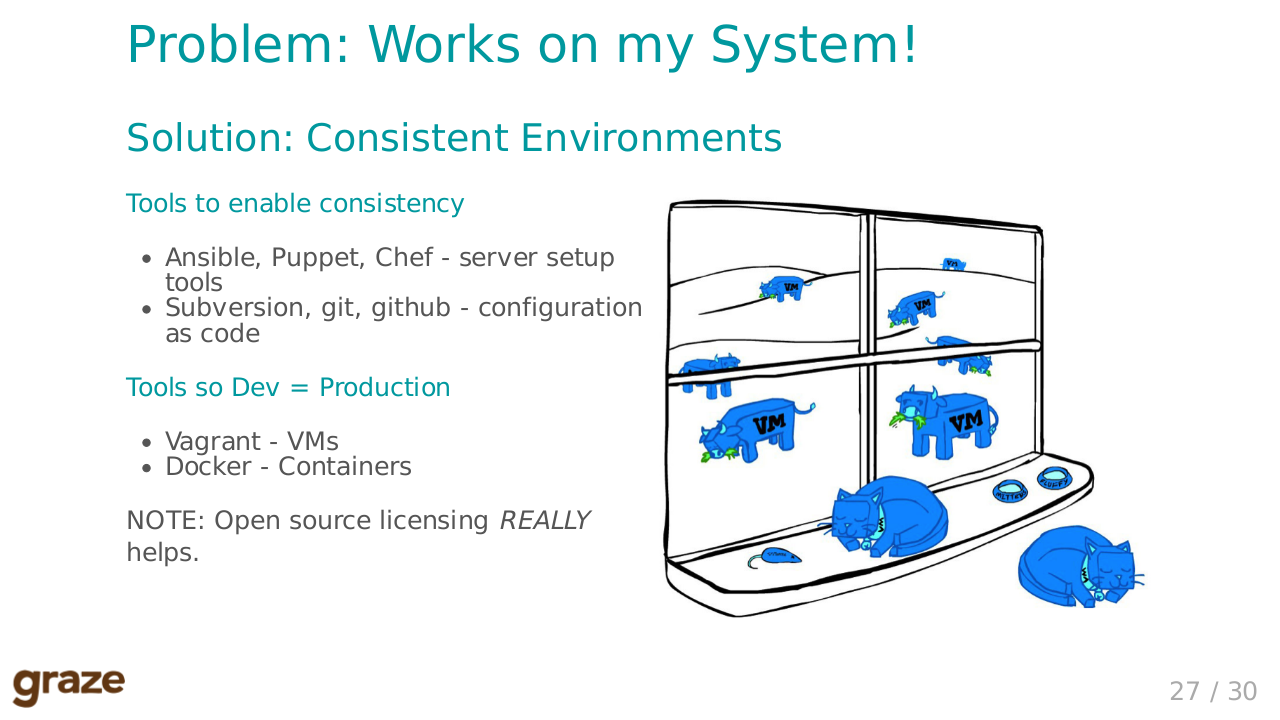 Problem: Works on my System!
Solution: Consistent Environments
Tools to enable consistency
Ansible, Puppet, Chef - server setup
tools
Subversion, git, github - configuration
as code
Tools so Dev = Production
Vagrant - VMs
Docker - Containers
NOTE: Open source licensing REALLY
helps.
VM
VM
VM
VM
VM
MITTENS
FLUFFY
VM
VM
graze
27 / 30